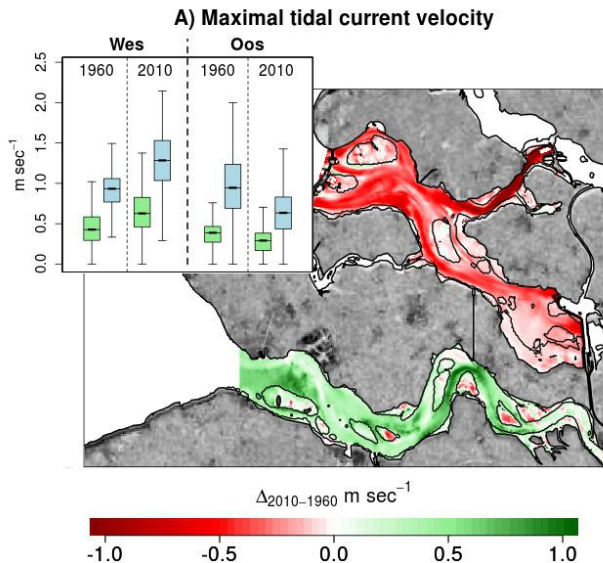 A) Maximal tidal current velocity
Wes Oos
1960 2010 1960 2010
m sec⁻¹
2.5
2.0
1.5
1.0
0.5
0.0
Δ2010−1960 m sec⁻¹
-1.0 -0.5 0.0 0.5 1.0